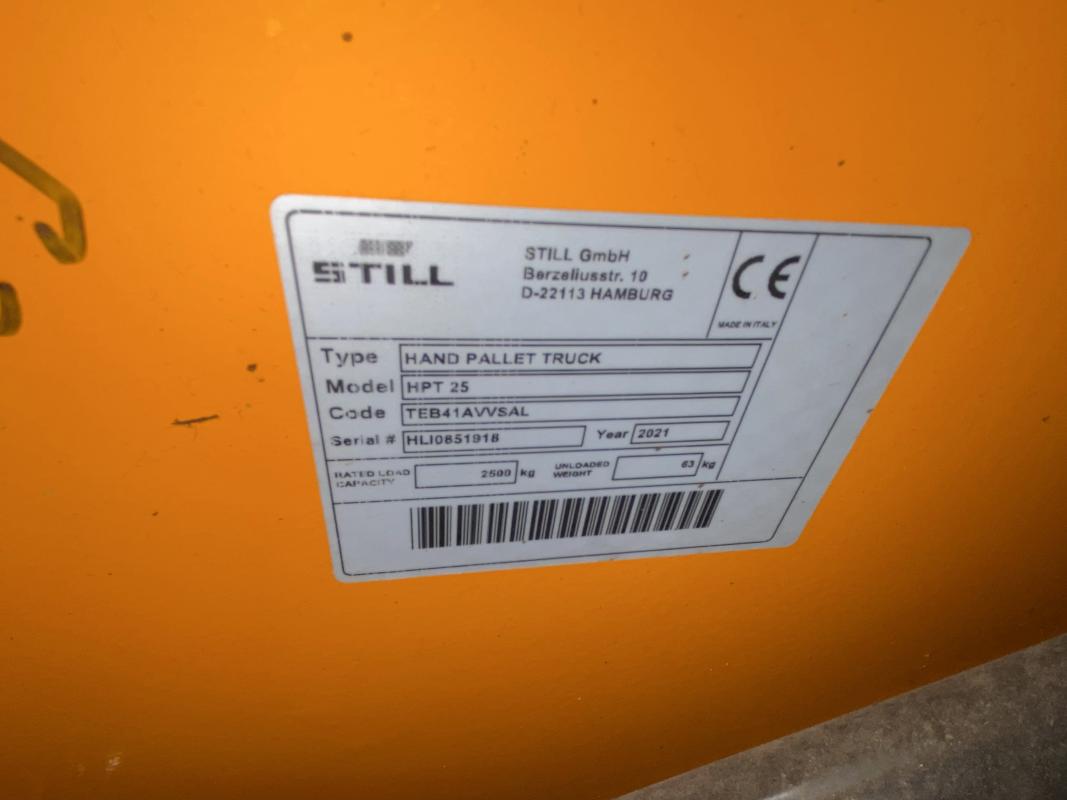 STILL
STILL GmbH
Berzeliusstr. 10
D-22113 HAMBURG
CE
MADE IN ITALY
Type HAND PALLET TRUCK
Model HPT 25
Code TEB41AVVSAL
Serial # HLI0851918 Year 2021
RATED LOAD CAPACITY 2500 kg UNLOADED WEIGHT 63 kg